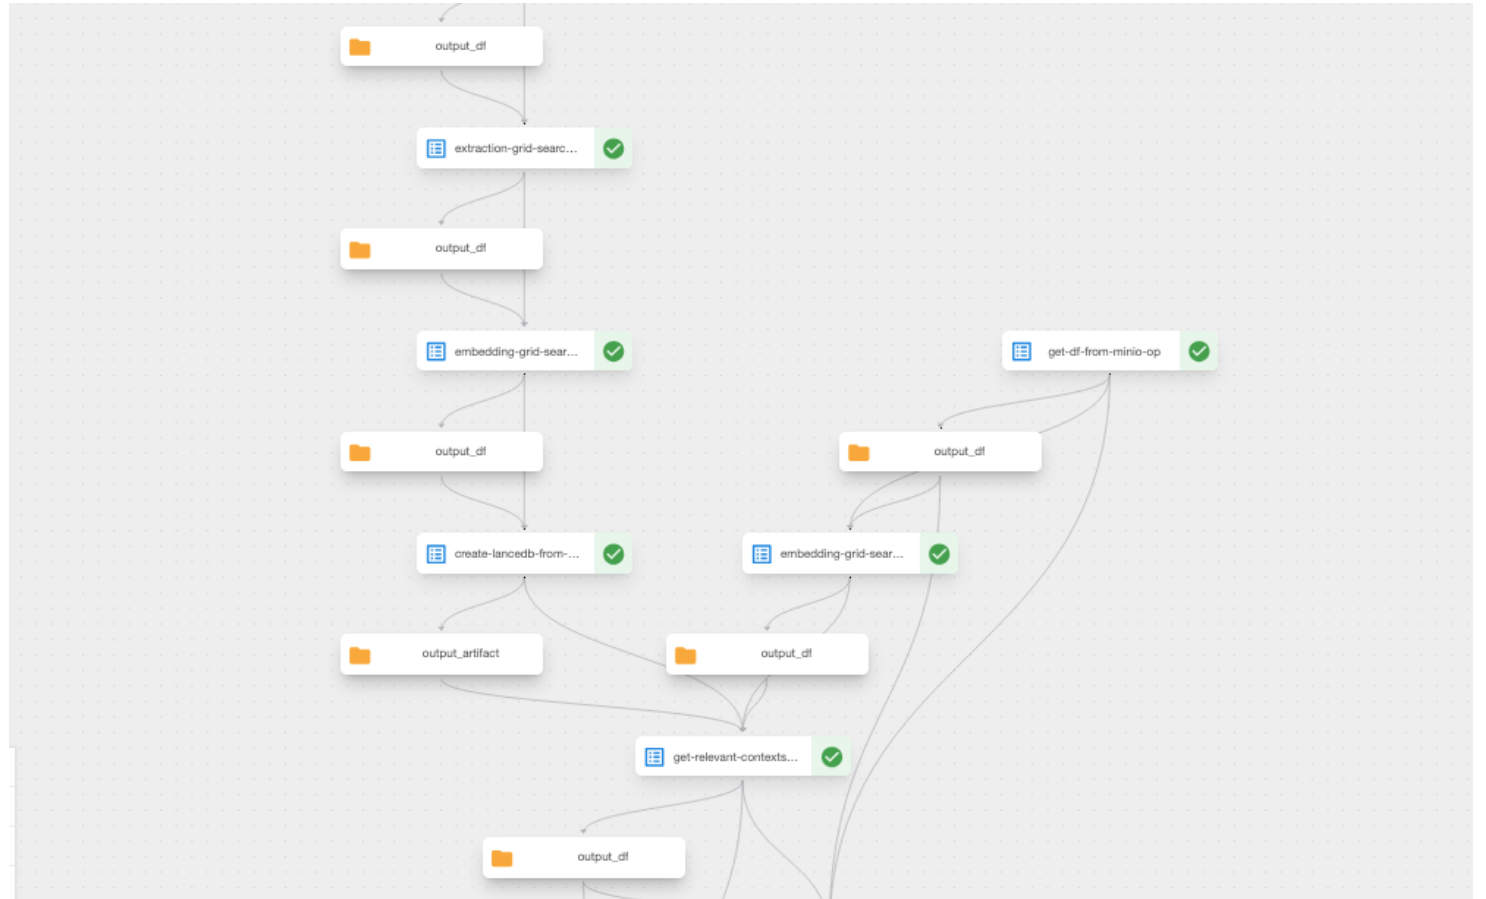 output_df
extraction-grid-searc...
output_df
embedding-grid-sear...
get-df-from-minio-op
output_df
output_df
create-lancedb-from-...
embedding-grid-sear...
output_artifact
output_df
get-relevant-contexts...
output_df